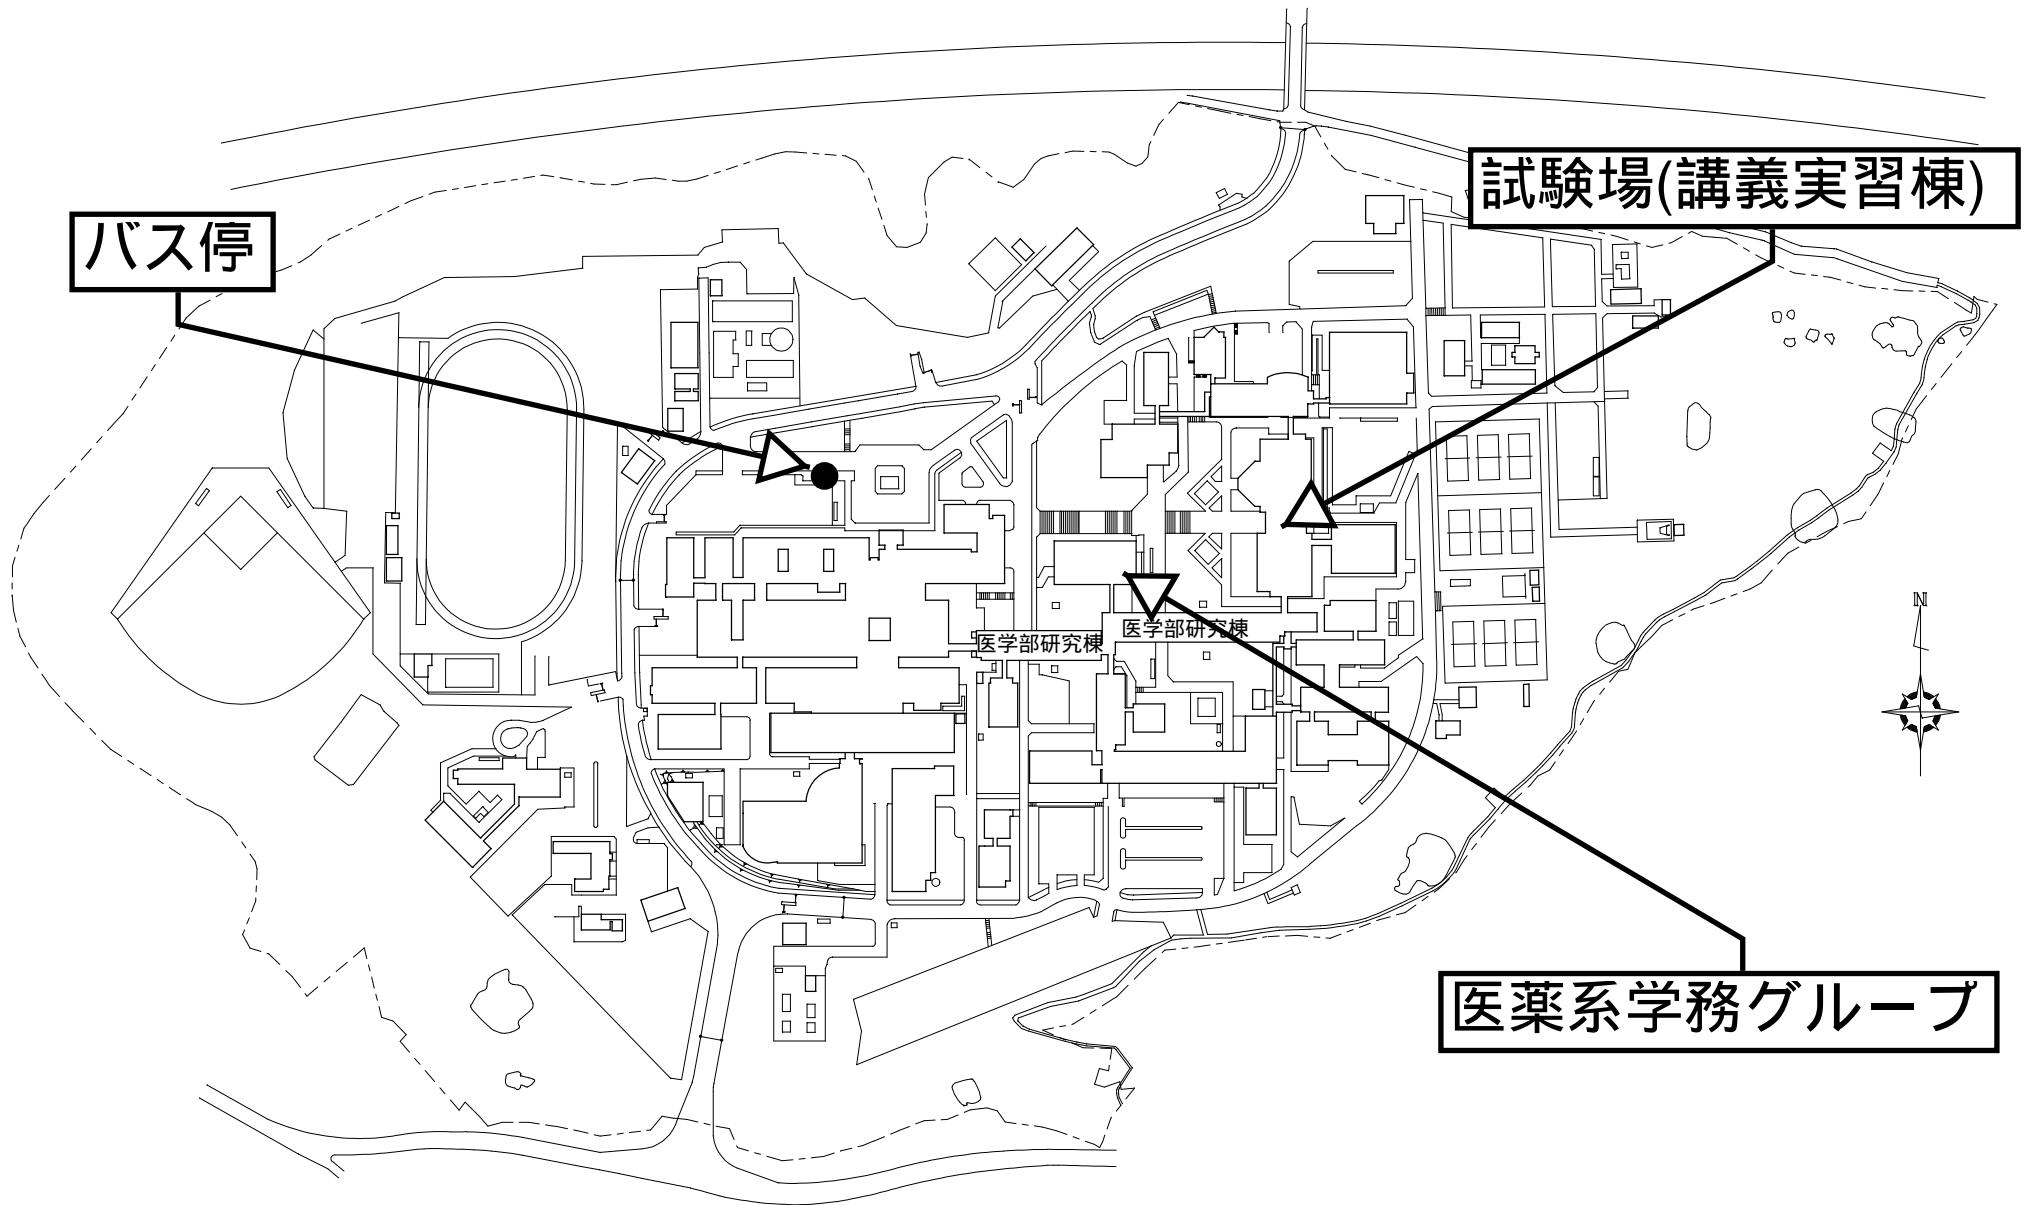 試験場(講義実習棟)
バス停
N
医学部研究棟
医学部研究棟
医薬系学務グループ